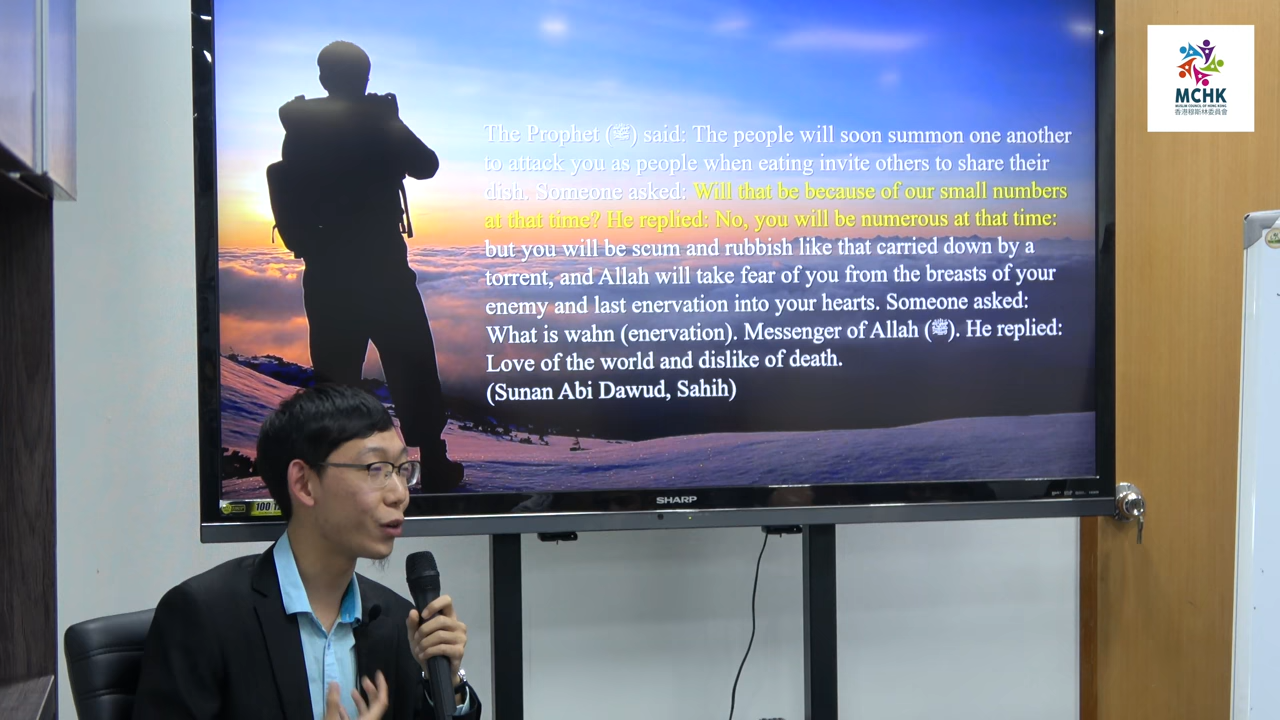 The Prophet (ﷺ) said: The people will soon summon one another
to attack you as people when eating invite others to share their
dish. Someone asked: Will that be because of our small numbers
at that time? He replied: No, you will be numerous at that time:
but you will be scum and rubbish like that carried down by a
torrent, and Allah will take fear of you from the breasts of your
enemy and last enervation into your hearts. Someone asked:
What is wahn (enervation). Messenger of Allah (ﷺ). He replied:
Love of the world and dislike of death.
(Sunan Abi Dawud, Sahih)
SHARP
MCHK
MUSLIM COUNCIL OF HONG KONG
香港穆斯林委員會